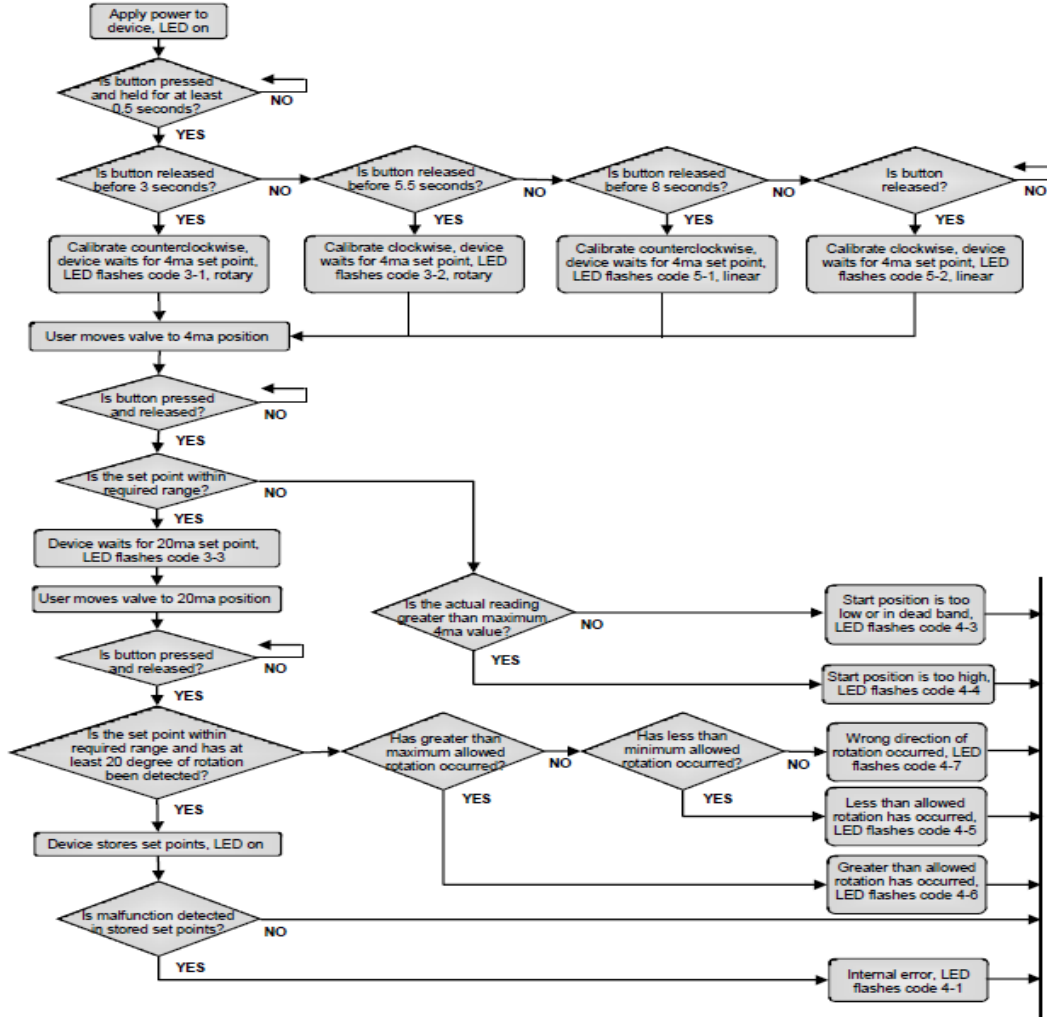 Apply power to
device, LED on
Is button pressed
and held for at least
0.5 seconds?
NO
YES
Is button released
before 3 seconds?
NO
Is button released
before 5.5 seconds?
NO
Is button released
before 8 seconds?
NO
Is button
released?
NO
YES
YES
YES
YES
Calibrate counterclockwise,
device waits for 4ma set point,
LED flashes code 3-1, rotary
Calibrate clockwise, device
waits for 4ma set point, LED
flashes code 3-2, rotary
Calibrate counterclockwise,
device waits for 4ma set point,
LED flashes code 5-1, linear
Calibrate clockwise, device
waits for 4ma set point, LED
flashes code 5-2, linear
User moves valve to 4ma position
Is button pressed
and released?
NO
YES
Is the set point within
required range?
NO
YES
Device waits for 20ma set point,
LED flashes code 3-3
User moves valve to 20ma position
Is the actual reading
greater than maximum
4ma value?
NO
Start position is too
low or in dead band,
LED flashes code 4-3
YES
Start position is too high,
LED flashes code 4-4
Is button pressed
and released?
NO
YES
Is the set point within
required range and has at
least 20 degree of rotation
been detected?
Has greater than
maximum allowed
rotation occurred?
NO
Has less than
minimum allowed
rotation occurred?
NO
Wrong direction of
rotation occurred, LED
flashes code 4-7
YES
YES
YES
Less than allowed
rotation has occurred,
LED flashes code 4-5
Device stores set points, LED on
Greater than allowed
rotation has occurred,
LED flashes code 4-6
Is malfunction detected
in stored set points?
NO
YES
Internal error, LED
flashes code 4-1